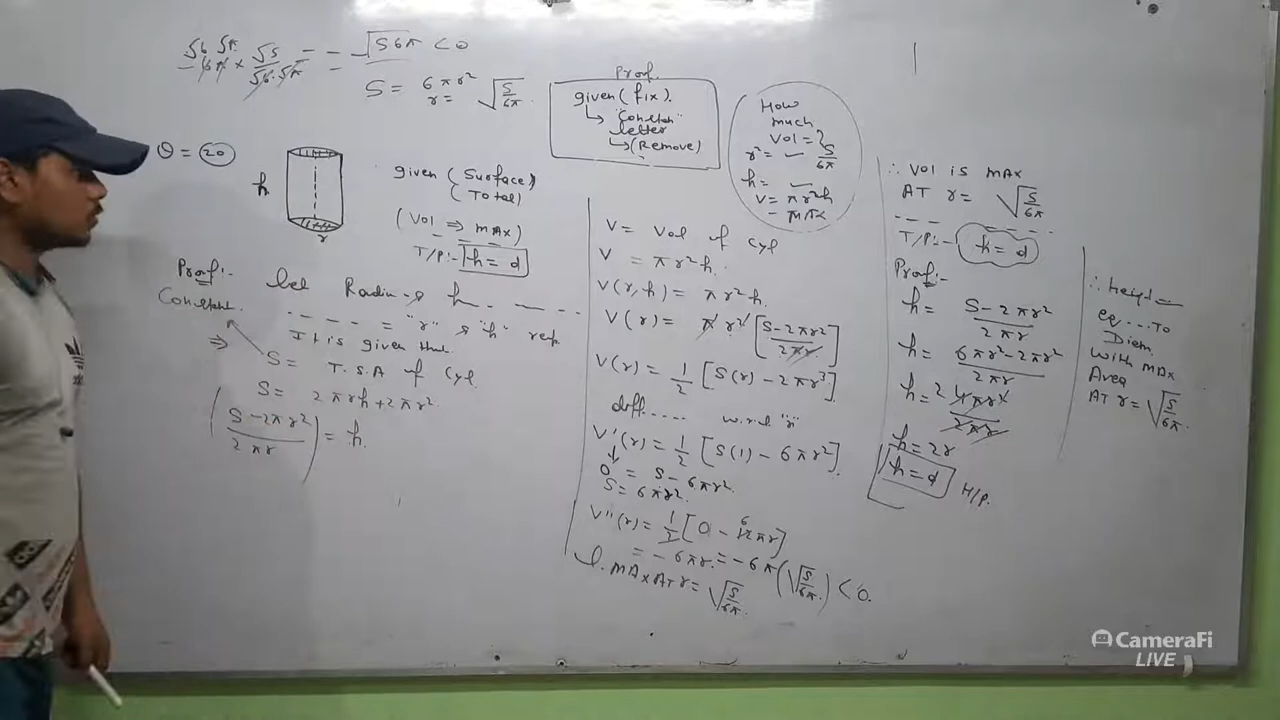 √6 √π
- 6π × √S / √6·√π - - = - √S6π < 0
S = 6πr²
r = √S/6π
Q = 20
h
r
given ( Surface )
Total
(Vol ⇒ max)
T/P:- h = d
Proof.
given (fix).
↳ "Constant"
letter
↳ (Remove)
How
much
Vol = ?
r² = ✓ S/6π
h = ✓
V = πr²h
- MAX
Proof:- let Radius & h - - - -
- - - - = "r" & "h" resp
Constant. It is given that
⇒ S = T.S.A of Cyl.
S = 2πrh + 2πr²
(S - 2πr² / 2πr) = h.
V = Vol of Cyl
V = πr²h.
V(r,h) = πr²h.
V(r) = πr² [S - 2πr² / 2πr]
V(r) = 1/2 [S(r) - 2πr³]
diff.... w.r.t "r"
V'(r) = 1/2 [S(1) - 6πr²]
0 = S - 6πr².
S = 6πr².
V''(r) = 1/2 [0 - 12πr] 6
= - 6πr = - 6π (√S/6π) < 0.
MAX AT r = √S/6π
∴ Vol is MAX
AT r = √S/6π
- - - -
T/P:- h = d
Proof:-
h = S - 2πr² / 2πr
h = 6πr² - 2πr² / 2πr
h = 2 4πr² / 2πr
h = 2r
h = d H/P.
∴ height
eq ... To
Diam.
with MAX
Area
AT r = √S/6π
CameraFi
LIVE